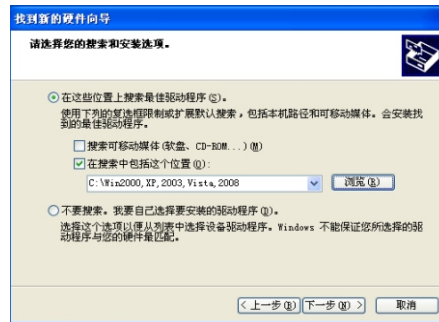 找到新的硬件向导
请选择您的搜索和安装选项。
在这些位置上搜索最佳驱动程序(S)。
使用下列的复选框限制或扩展默认搜索，包括本机路径和可移动媒体。会安装找
到的最佳驱动程序。
搜索可移动媒体(软盘、CD-ROM...)(M)
在搜索中包括这个位置(O):
C:\Win2000,XP,2003,Vista,2008
浏览(R)
不要搜索。我要自己选择要安装的驱动程序(D)。
选择这个选项以便从列表中选择设备驱动程序。Windows 不能保证您所选择的驱
动程序与您的硬件最匹配。
< 上一步(B) 下一步(N) > 取消